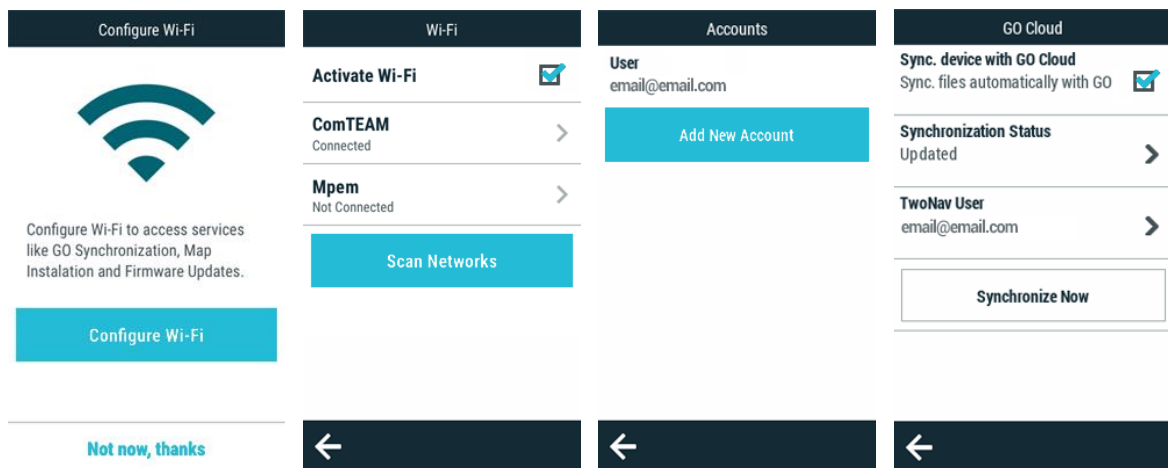 Configure Wi-Fi
Configure Wi-Fi to access services
like GO Synchronization, Map
Instalation and Firmware Updates.
Configure Wi-Fi
Not now, thanks
Wi-Fi
Activate Wi-Fi
ComTEAM
Connected
Mpem
Not Connected
Scan Networks
Accounts
User
email@email.com
Add New Account
GO Cloud
Sync. device with GO Cloud
Sync. files automatically with GO
Synchronization Status
Updated
TwoNav User
email@email.com
Synchronize Now